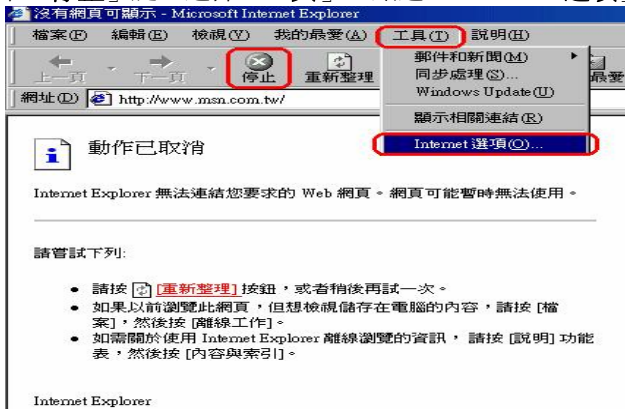 沒有網頁可顯示 - Microsoft Internet Explorer
檔案(F) 編輯(E) 檢視(V) 我的最愛(A) 工具(T) 說明(H)
上一頁 下一頁 停止 重新整理 最愛
郵件和新聞(M)
同步處理(S)...
Windows Update(U)
顯示相關連結(R)
Internet 選項(O)...
網址(D) http://www.msn.com.tw/
動作已取消
Internet Explorer 無法連結您要求的 Web 網頁。網頁可能暫時無法使用。
請嘗試下列:
請按 [重新整理] 按鈕，或者稍後再試一次。
如果以前瀏覽此網頁，但想檢視儲存在電腦的內容，請按 [檔
案]，然後按 [離線工作]。
如需關於使用 Internet Explorer 離線瀏覽的資訊， 請按 [說明] 功能
表，然後按 [內容與索引]。
Internet Explorer